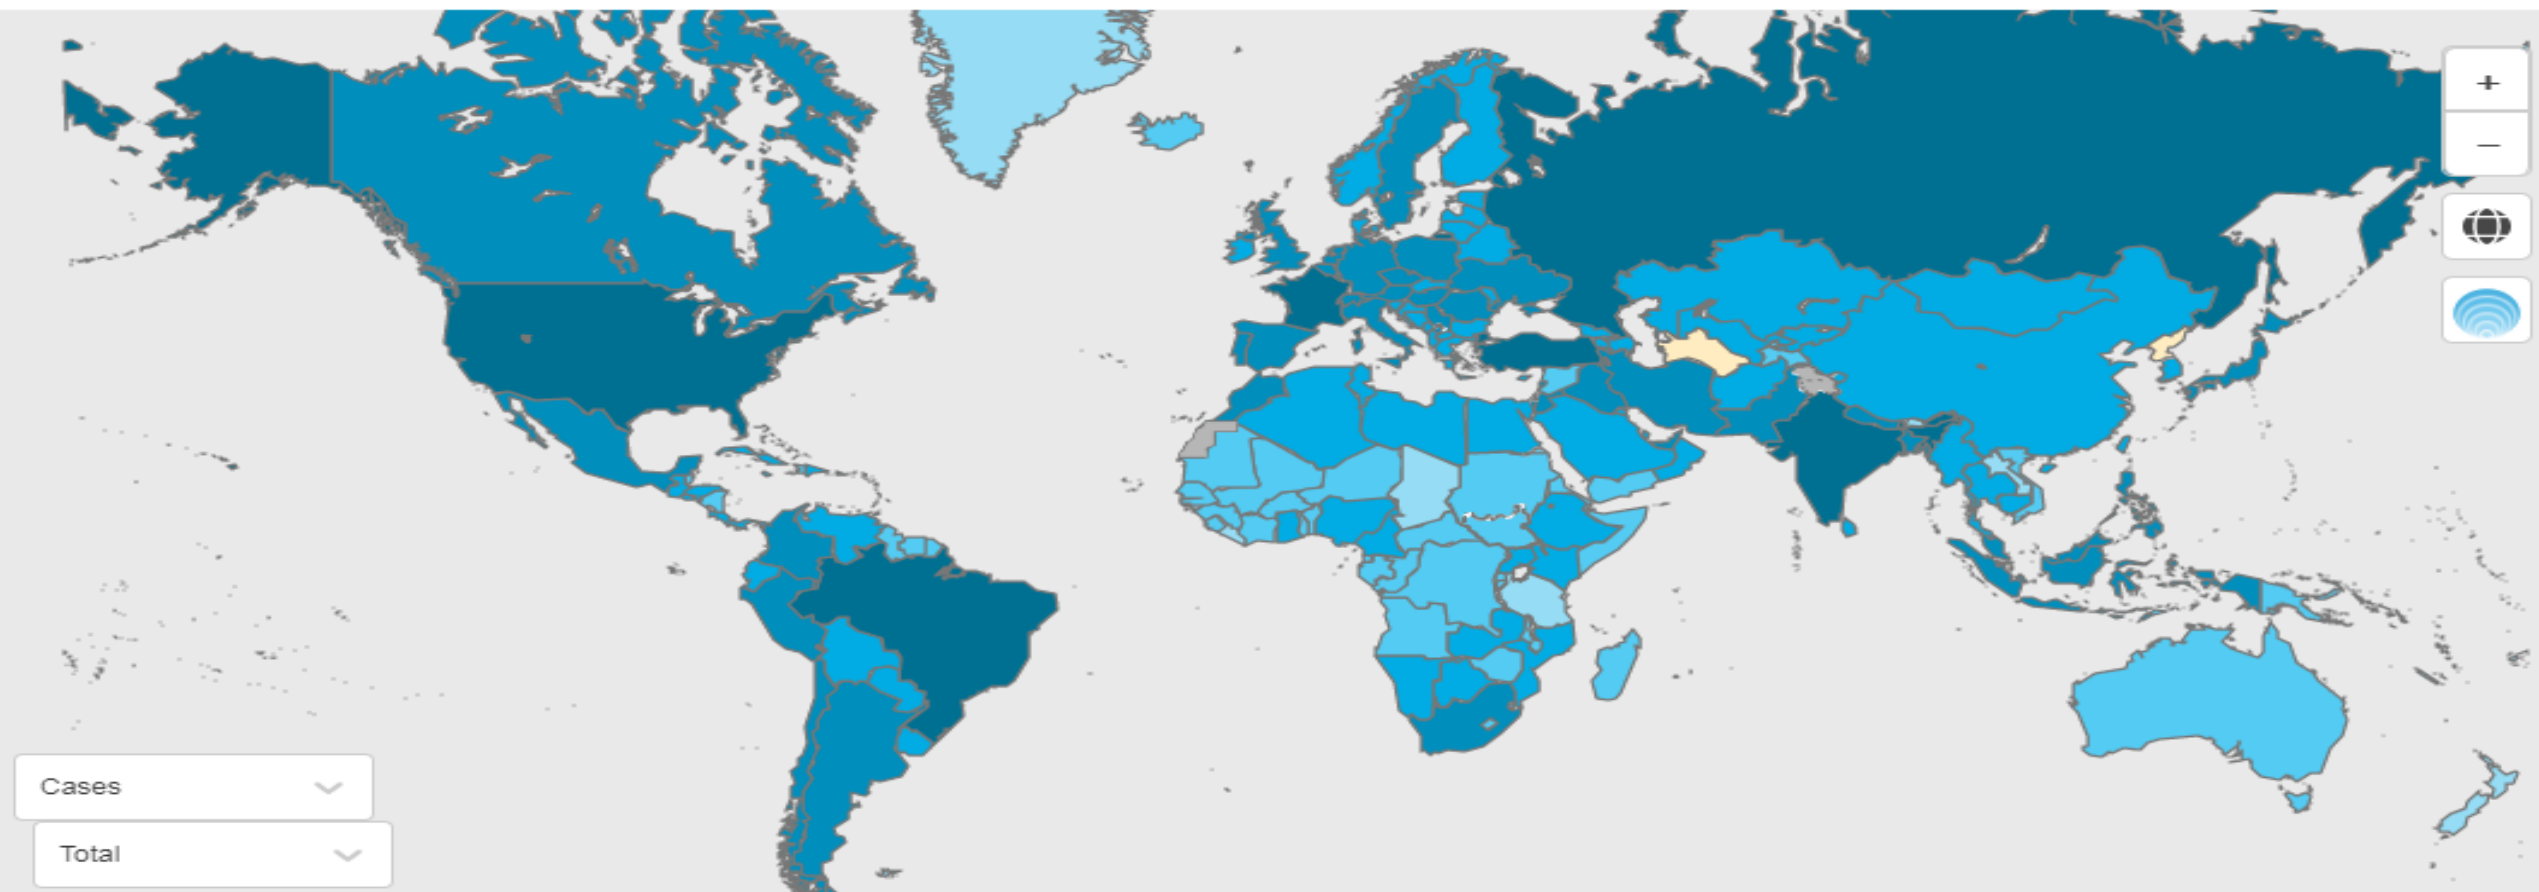 +
−
Cases
Total